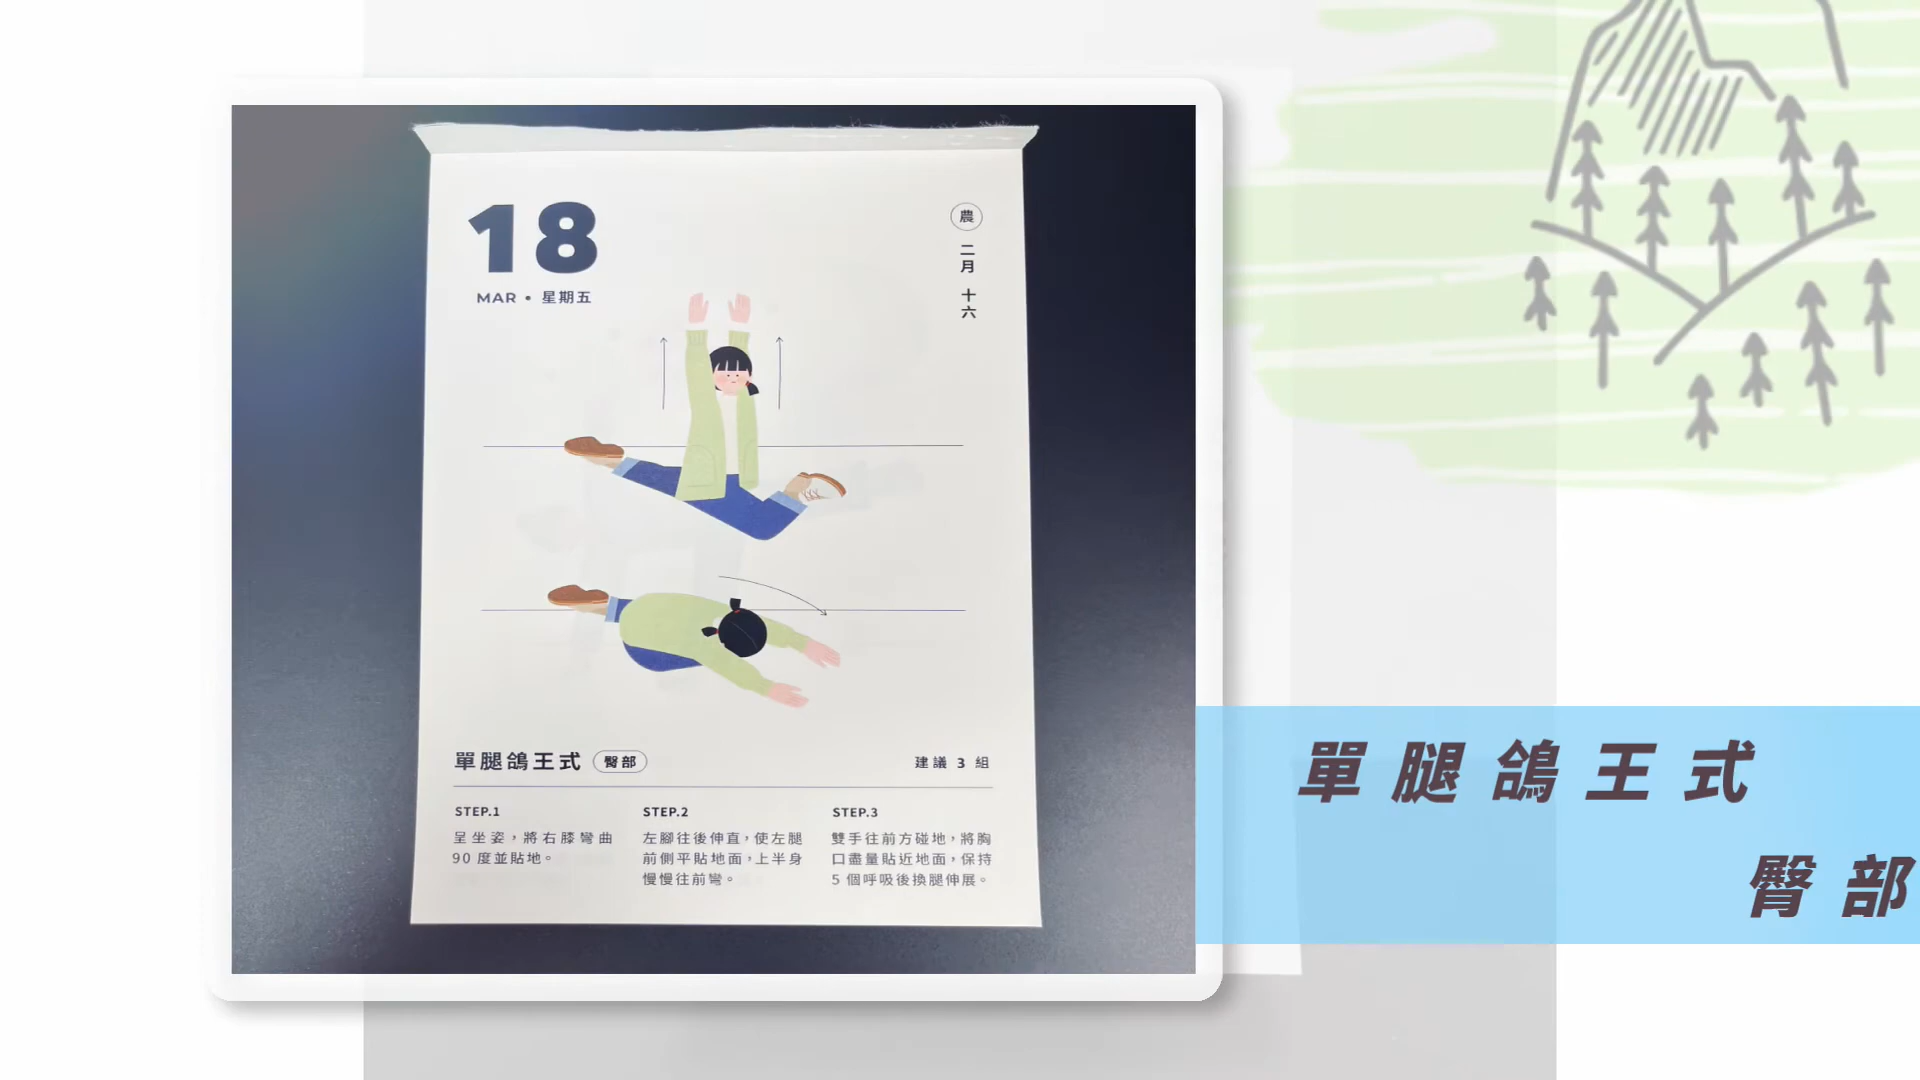 18
MAR • 星期五
農
二月
十六
單腿鴿王式 臀部
建議 3 組
STEP.1
呈坐姿，將右膝彎曲
90 度並貼地。
STEP.2
左腳往後伸直，使左腿
前側平貼地面，上半身
慢慢往前彎。
STEP.3
雙手往前方碰地，將胸
口盡量貼近地面，保持
5 個呼吸後換腿伸展。
單腿鴿王式
臀部